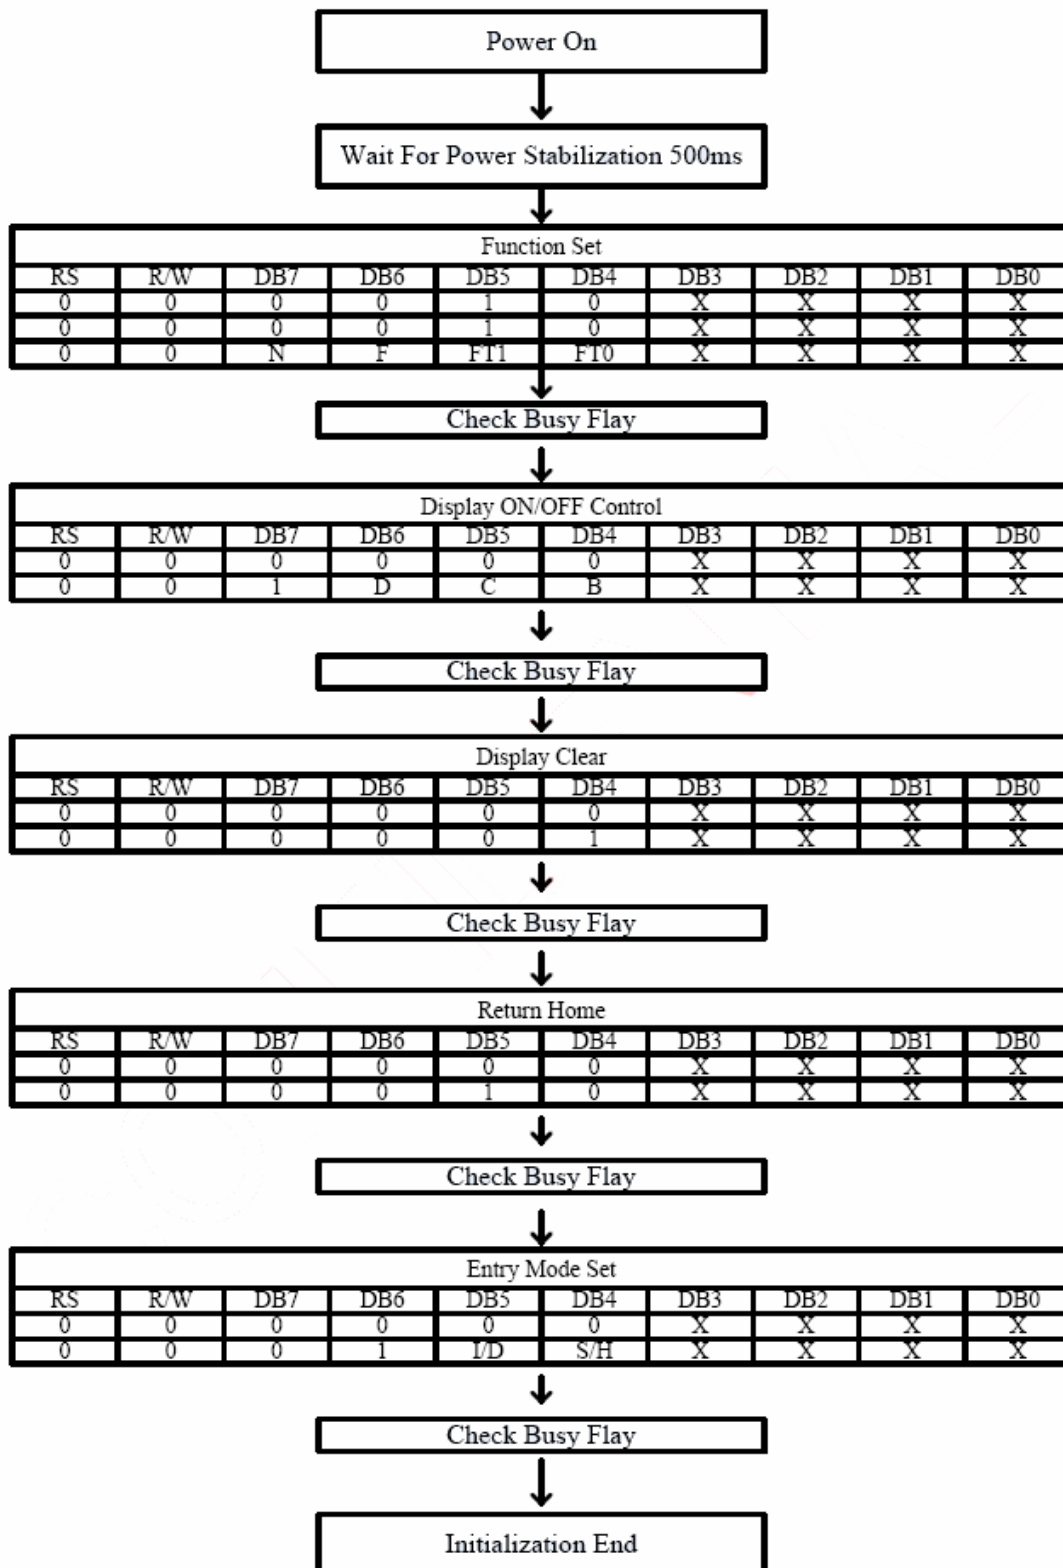 Power On
Wait For Power Stabilization 500ms
Function Set
RS R/W DB7 DB6 DB5 DB4 DB3 DB2 DB1 DB0
0 0 0 0 1 0 X X X X
0 0 0 0 1 0 X X X X
0 0 N F FT1 FT0 X X X X
Check Busy Flay
Display ON/OFF Control
RS R/W DB7 DB6 DB5 DB4 DB3 DB2 DB1 DB0
0 0 0 0 0 0 X X X X
0 0 1 D C B X X X X
Check Busy Flay
Display Clear
RS R/W DB7 DB6 DB5 DB4 DB3 DB2 DB1 DB0
0 0 0 0 0 0 X X X X
0 0 0 0 0 1 X X X X
Check Busy Flay
Return Home
RS R/W DB7 DB6 DB5 DB4 DB3 DB2 DB1 DB0
0 0 0 0 0 0 X X X X
0 0 0 0 1 0 X X X X
Check Busy Flay
Entry Mode Set
RS R/W DB7 DB6 DB5 DB4 DB3 DB2 DB1 DB0
0 0 0 0 0 0 X X X X
0 0 0 1 I/D S/H X X X X
Check Busy Flay
Initialization End